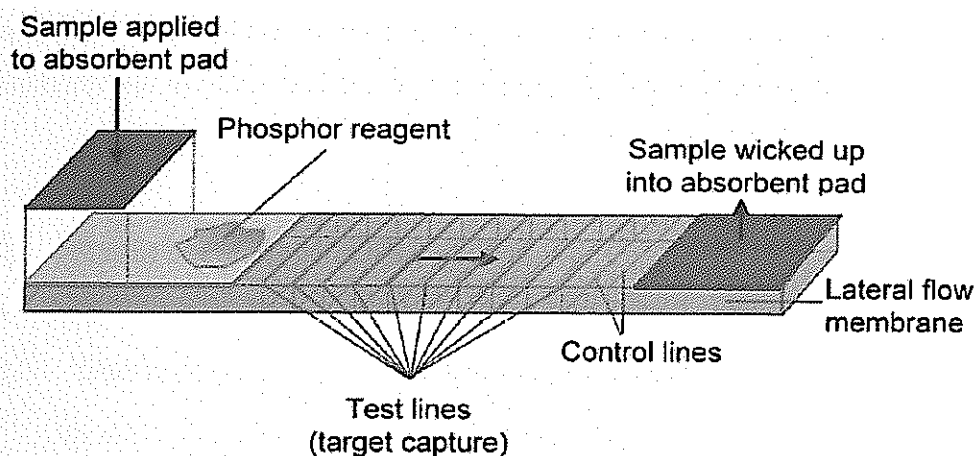 Sample applied
to absorbent pad
Phosphor reagent
Sample wicked up
into absorbent pad
Lateral flow
membrane
Control lines
Test lines
(target capture)